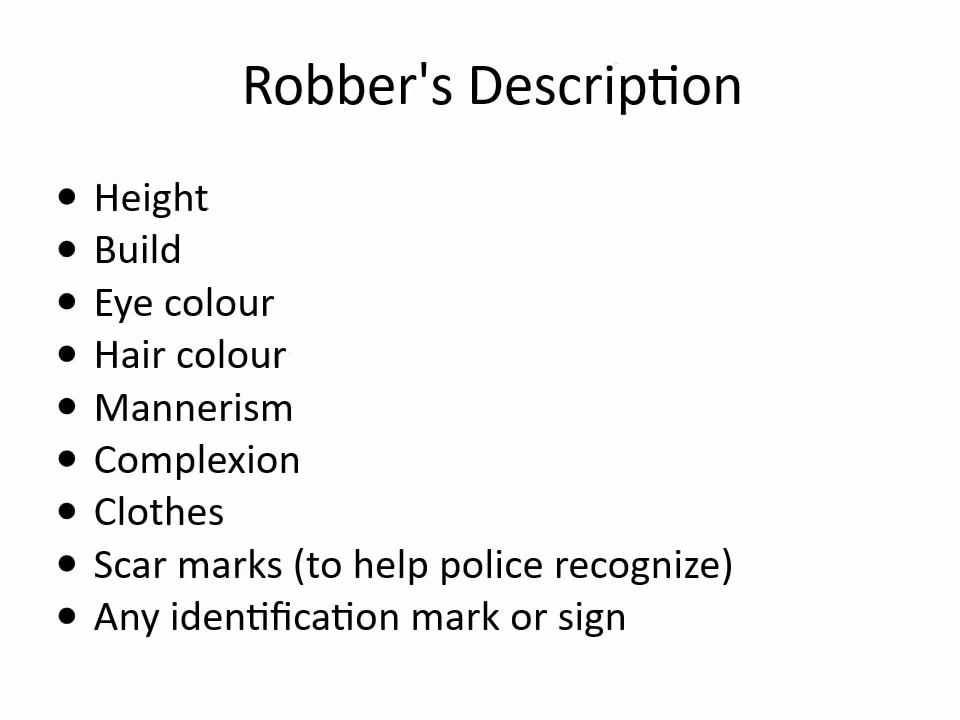 Robber's Description
• Height
• Build
• Eye colour
• Hair colour
• Mannerism
• Complexion
• Clothes
• Scar marks (to help police recognize)
• Any identification mark or sign